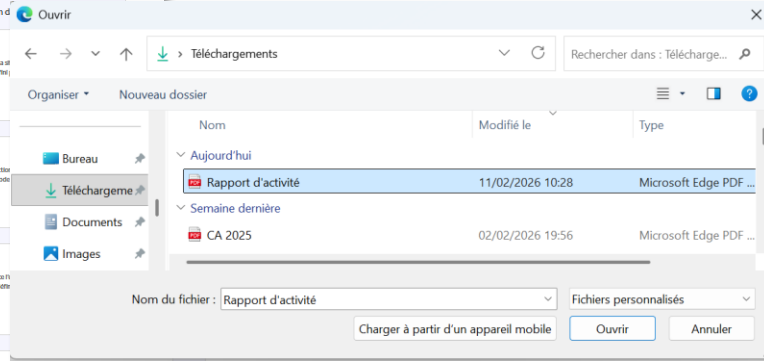 Ouvrir
Téléchargements
Rechercher dans : Télécharge...
Organiser
Nouveau dossier
Nom
Modifié le
Type
Bureau
Téléchargeme
Documents
Images
Aujourd'hui
PDF Rapport d'activité 11/02/2026 10:28 Microsoft Edge PDF ...
Semaine dernière
PDF CA 2025 02/02/2026 19:56 Microsoft Edge PDF ...
Nom du fichier : Rapport d'activité
Fichiers personnalisés
Charger à partir d'un appareil mobile
Ouvrir
Annuler